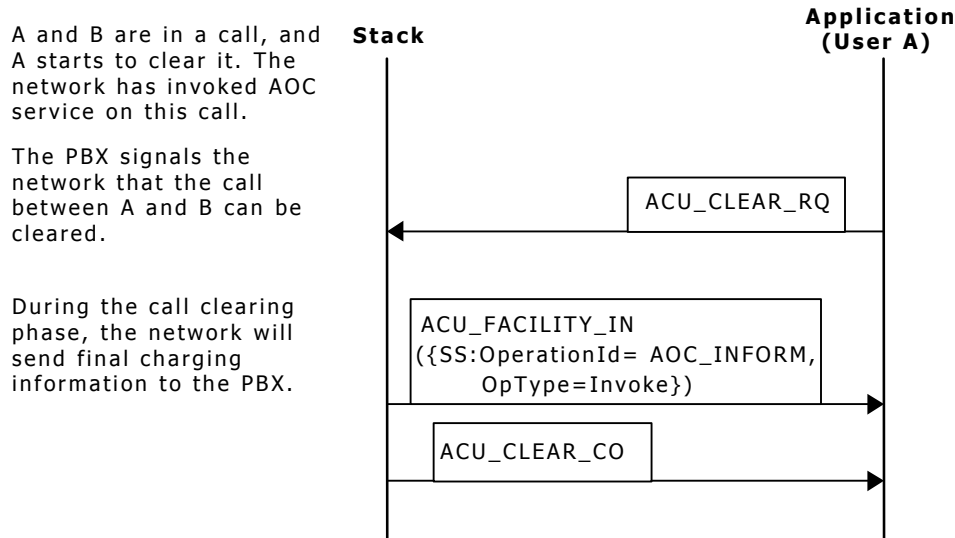 A and B are in a call, and
A starts to clear it. The
network has invoked AOC
service on this call.
The PBX signals the
network that the call
between A and B can be
cleared.
During the call clearing
phase, the network will
send final charging
information to the PBX.
Stack
Application
(User A)
ACU_CLEAR_RQ
ACU_FACILITY_IN
({SS:OperationId= AOC_INFORM,
OpType=Invoke})
ACU_CLEAR_CO